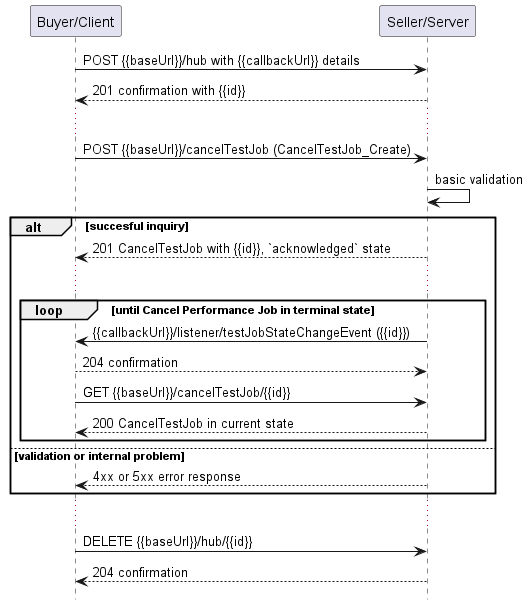 Buyer/Client
Seller/Server
POST {{baseUrl}}/hub with {{callbackUrl}} details
201 confirmation with {{id}}
POST {{baseUrl}}/cancelTestJob (CancelTestJob_Create)
basic validation
alt
[succesful inquiry]
201 CancelTestJob with {{id}}, `acknowledged` state
loop
[until Cancel Performance Job in terminal state]
{{callbackUrl}}/listener/testJobStateChangeEvent ({{id}})
204 confirmation
GET {{baseUrl}}/cancelTestJob/{{id}}
200 CancelTestJob in current state
[validation or internal problem]
4xx or 5xx error response
DELETE {{baseUrl}}/hub/{{id}}
204 confirmation